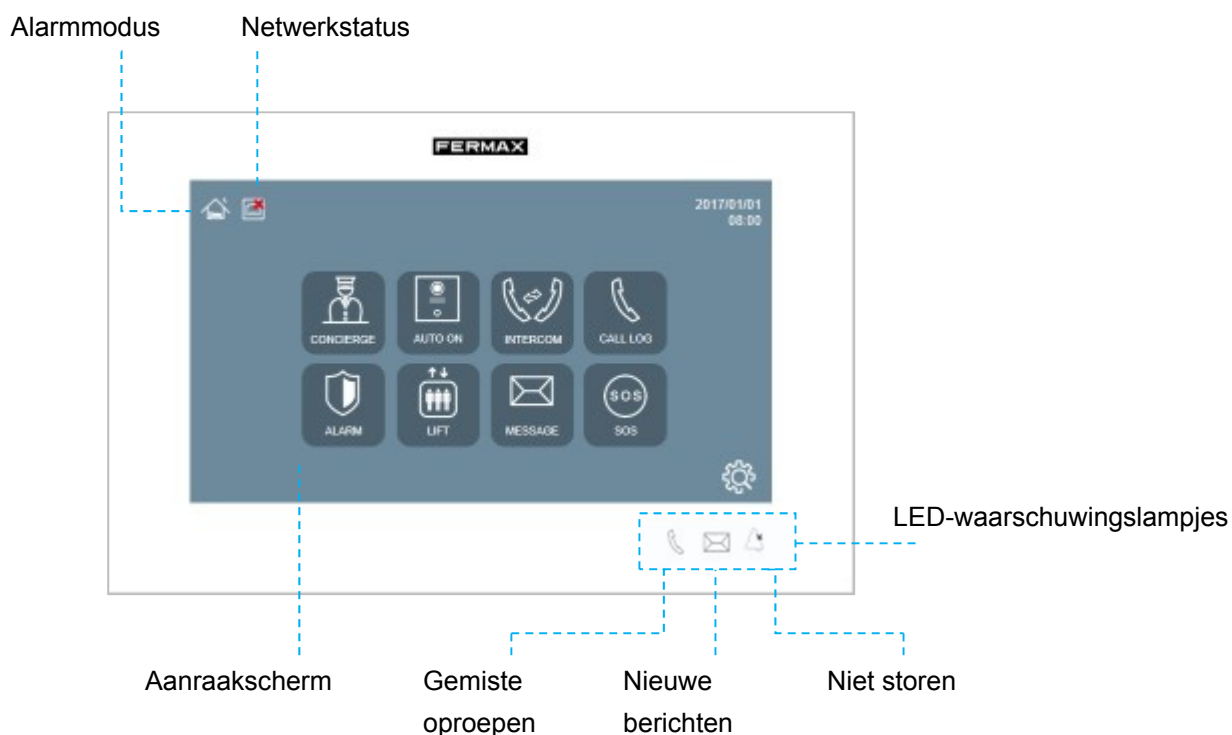 Alarmmodus Netwerkstatus
FERMAX
2017/01/01
08:00
CONCIERGE AUTO ON INTERCOM CALL LOG
SOS
ALARM LIFT MESSAGE SOS
LED-waarschuwingslampjes
Aanraakscherm Gemiste Nieuwe Niet storen
oproepen berichten